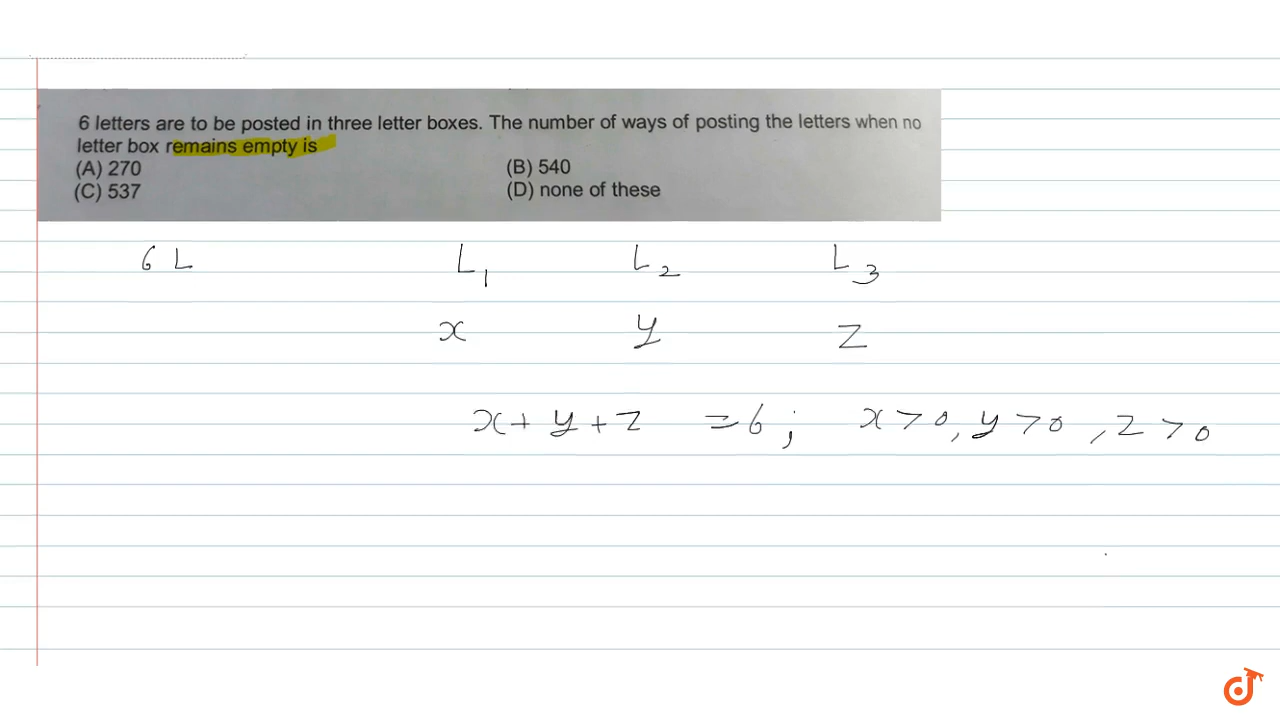 6 letters are to be posted in three letter boxes. The number of ways of posting the letters when no
letter box remains empty is
(A) 270 (B) 540
(C) 537 (D) none of these
6 L L1 L2 L3
x y z
x + y + z = 6 ; x > 0, y > 0, z > 0